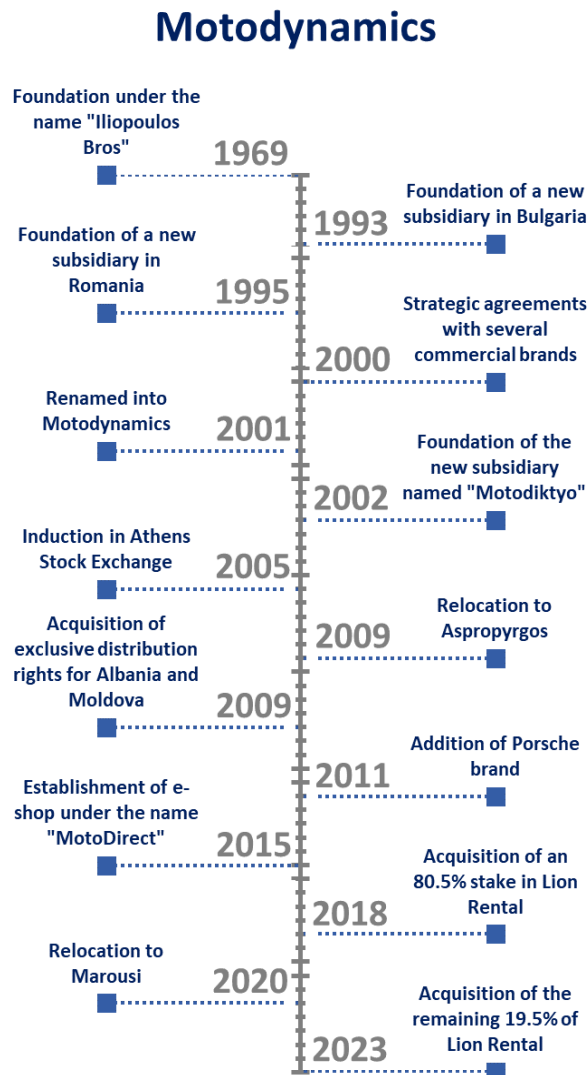 Motodynamics
Foundation under the
name "Iliopoulos
Bros"
1969
Foundation of a new
subsidiary in Bulgaria
1993
Foundation of a new
subsidiary in
Romania
1995
Strategic agreements
with several
commercial brands
2000
Renamed into
Motodynamics
2001
Foundation of the
new subsidiary
named "Motodiktyo"
2002
Induction in Athens
Stock Exchange
2005
Relocation to
Aspropyrgos
2009
Acquisition of
exclusive distribution
rights for Albania and
Moldova
2009
Addition of Porsche
brand
2011
Establishment of e-
shop under the name
"MotoDirect"
2015
Acquisition of an
80.5% stake in Lion
Rental
2018
Relocation to
Marousi
2020
Acquisition of the
remaining 19.5% of
Lion Rental
2023